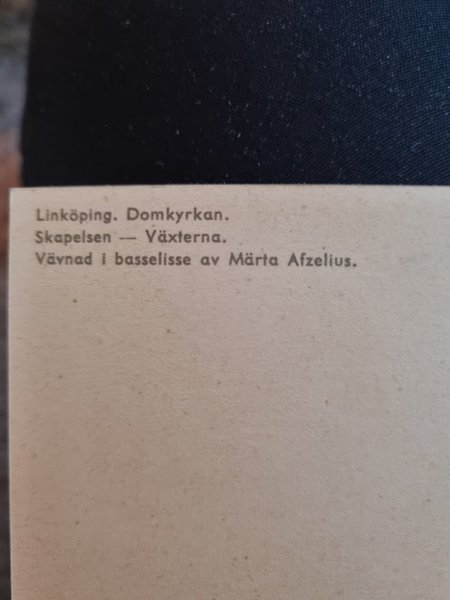 Linköping. Domkyrkan.
Skapelsen — Växterna.
Vävnad i basselisse av Märta Afzelius.